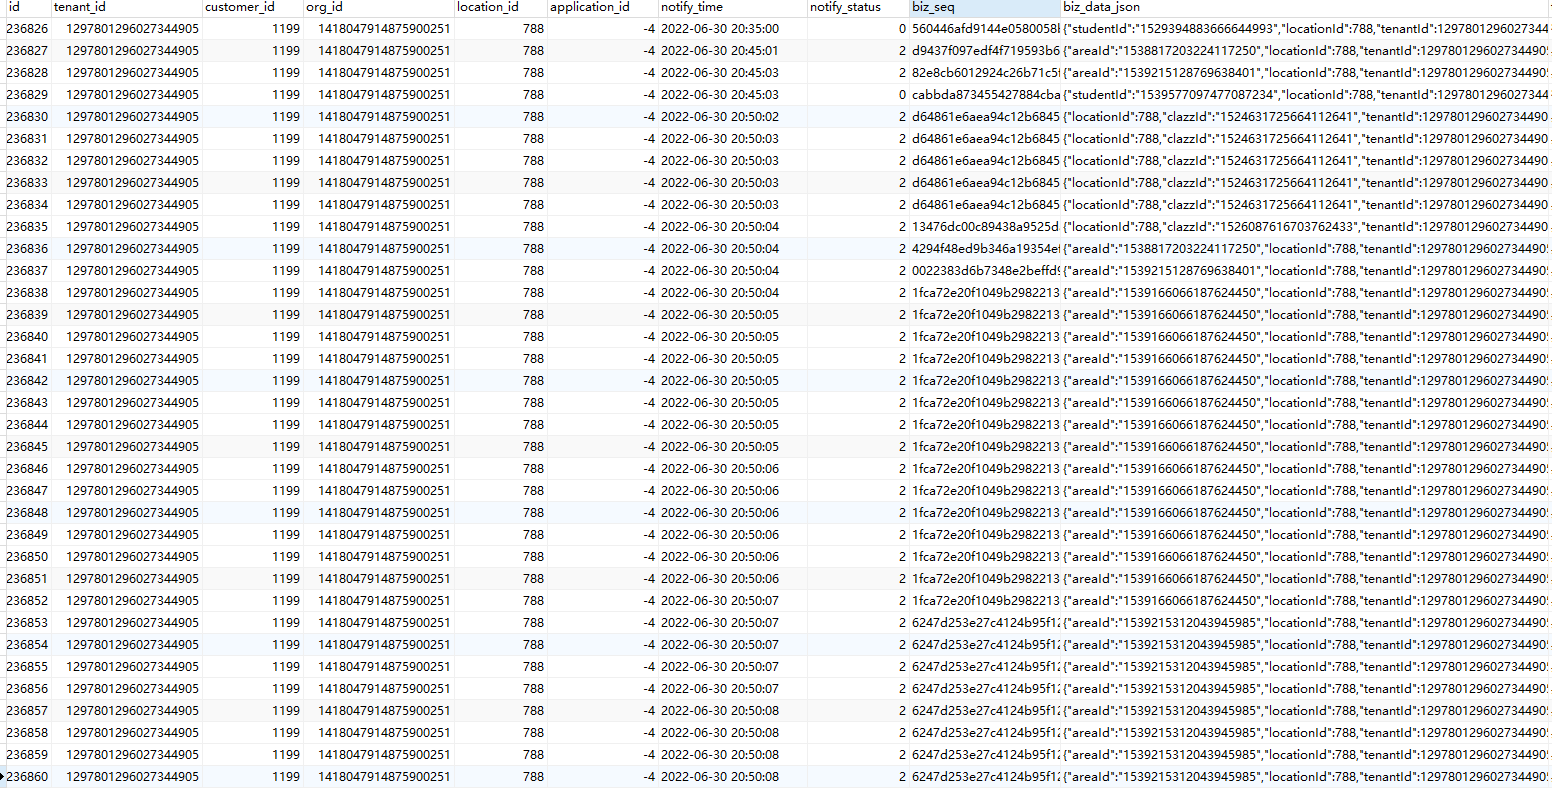 id tenant_id customer_id org_id location_id application_id notify_time notify_status biz_seq biz_data_json
236826 1297801296027344905 1199 1418047914875900251 788 -4 2022-06-30 20:35:00 0 560446afd9144e0580058 {"studentId":"1529394883666644993","locationId":788,"tenantId":1297801296027344
236827 1297801296027344905 1199 1418047914875900251 788 -4 2022-06-30 20:45:01 2 d9437f097edf4f719593b6 {"areaId":"1538817203224117250","locationId":788,"tenantId":129780129602734490
236828 1297801296027344905 1199 1418047914875900251 788 -4 2022-06-30 20:45:03 2 82e8cb6012924c26b71c5 {"areaId":"1539215128769638401","locationId":788,"tenantId":129780129602734490
236829 1297801296027344905 1199 1418047914875900251 788 -4 2022-06-30 20:45:03 0 cabbda873455427884cba {"studentId":"1539577097477087234","locationId":788,"tenantId":1297801296027344
236830 1297801296027344905 1199 1418047914875900251 788 -4 2022-06-30 20:50:02 2 d64861e6aea94c12b6845 {"locationId":788,"clazzId":"1524631725664112641","tenantId":12978012960273449​0
236831 1297801296027344905 1199 1418047914875900251 788 -4 2022-06-30 20:50:03 2 d64861e6aea94c12b6845 {"locationId":788,"clazzId":"1524631725664112641","tenantId":129780129602734490
236832 1297801296027344905 1199 1418047914875900251 788 -4 2022-06-30 20:50:03 2 d64861e6aea94c12b6845 {"locationId":788,"clazzId":"1524631725664112641","tenantId":129780129602734490
236833 1297801296027344905 1199 1418047914875900251 788 -4 2022-06-30 20:50:03 2 d64861e6aea94c12b6845 {"locationId":788,"clazzId":"1524631725664112641","tenantId":129780129602734490
236834 1297801296027344905 1199 1418047914875900251 788 -4 2022-06-30 20:50:03 2 d64861e6aea94c12b6845 {"locationId":788,"clazzId":"1524631725664112641","tenantId":129780129602734490
236835 1297801296027344905 1199 1418047914875900251 788 -4 2022-06-30 20:50:04 2 13476dc00c89438a9525d {"locationId":788,"clazzId":"1526087616703762433","tenantId":129780129602734490
236836 1297801296027344905 1199 1418047914875900251 788 -4 2022-06-30 20:50:04 2 4294f48ed9b346a19354e {"areaId":"1538817203224117250","locationId":788,"tenantId":129780129602734490
236837 1297801296027344905 1199 1418047914875900251 788 -4 2022-06-30 20:50:04 2 0022383d6b7348e2beffd9 {"areaId":"1539215128769638401","locationId":788,"tenantId":129780129602734490
236838 1297801296027344905 1199 1418047914875900251 788 -4 2022-06-30 20:50:04 2 1fca72e20f1049b2982213 {"areaId":"1539166066187624450","locationId":788,"tenantId":129780129602734490
236839 1297801296027344905 1199 1418047914875900251 788 -4 2022-06-30 20:50:05 2 1fca72e20f1049b2982213 {"areaId":"1539166066187624450","locationId":788,"tenantId":129780129602734490
236840 1297801296027344905 1199 1418047914875900251 788 -4 2022-06-30 20:50:05 2 1fca72e20f1049b2982213 {"areaId":"1539166066187624450","locationId":788,"tenantId":129780129602734490
236841 1297801296027344905 1199 1418047914875900251 788 -4 2022-06-30 20:50:05 2 1fca72e20f1049b2982213 {"areaId":"1539166066187624450","locationId":788,"tenantId":129780129602734490
236842 1297801296027344905 1199 1418047914875900251 788 -4 2022-06-30 20:50:05 2 1fca72e20f1049b2982213 {"areaId":"1539166066187624450","locationId":788,"tenantId":129780129602734490
236843 1297801296027344905 1199 1418047914875900251 788 -4 2022-06-30 20:50:05 2 1fca72e20f1049b2982213 {"areaId":"1539166066187624450","locationId":788,"tenantId":129780129602734490
236844 1297801296027344905 1199 1418047914875900251 788 -4 2022-06-30 20:50:05 2 1fca72e20f1049b2982213 {"areaId":"1539166066187624450","locationId":788,"tenantId":129780129602734490
236845 1297801296027344905 1199 1418047914875900251 788 -4 2022-06-30 20:50:05 2 1fca72e20f1049b2982213 {"areaId":"1539166066187624450","locationId":788,"tenantId":129780129602734490
236846 1297801296027344905 1199 1418047914875900251 788 -4 2022-06-30 20:50:06 2 1fca72e20f1049b2982213 {"areaId":"1539166066187624450","locationId":788,"tenantId":129780129602734490
236847 1297801296027344905 1199 1418047914875900251 788 -4 2022-06-30 20:50:06 2 1fca72e20f1049b2982213 {"areaId":"1539166066187624450","locationId":788,"tenantId":129780129602734490
236848 1297801296027344905 1199 1418047914875900251 788 -4 2022-06-30 20:50:06 2 1fca72e20f1049b2982213 {"areaId":"1539166066187624450","locationId":788,"tenantId":129780129602734490
236849 1297801296027344905 1199 1418047914875900251 788 -4 2022-06-30 20:50:06 2 1fca72e20f1049b2982213 {"areaId":"1539166066187624450","locationId":788,"tenantId":129780129602734490
236850 1297801296027344905 1199 1418047914875900251 788 -4 2022-06-30 20:50:06 2 1fca72e20f1049b2982213 {"areaId":"1539166066187624450","locationId":788,"tenantId":129780129602734490
236851 1297801296027344905 1199 1418047914875900251 788 -4 2022-06-30 20:50:06 2 1fca72e20f1049b2982213 {"areaId":"1539166066187624450","locationId":788,"tenantId":129780129602734490
236852 1297801296027344905 1199 1418047914875900251 788 -4 2022-06-30 20:50:07 2 1fca72e20f1049b2982213 {"areaId":"1539166066187624450","locationId":788,"tenantId":129780129602734490
236853 1297801296027344905 1199 1418047914875900251 788 -4 2022-06-30 20:50:07 2 6247d253e27c4124b95f12 {"areaId":"1539215312043945985","locationId":788,"tenantId":129780129602734490
236854 1297801296027344905 1199 1418047914875900251 788 -4 2022-06-30 20:50:07 2 6247d253e27c4124b95f12 {"areaId":"1539215312043945985","locationId":788,"tenantId":129780129602734490
236855 1297801296027344905 1199 1418047914875900251 788 -4 2022-06-30 20:50:07 2 6247d253e27c4124b95f12 {"areaId":"1539215312043945985","locationId":788,"tenantId":129780129602734490
236856 1297801296027344905 1199 1418047914875900251 788 -4 2022-06-30 20:50:07 2 6247d253e27c4124b95f12 {"areaId":"1539215312043945985","locationId":788,"tenantId":129780129602734490
236857 1297801296027344905 1199 1418047914875900251 788 -4 2022-06-30 20:50:08 2 6247d253e27c4124b95f12 {"areaId":"1539215312043945985","locationId":788,"tenantId":129780129602734490
236858 1297801296027344905 1199 1418047914875900251 788 -4 2022-06-30 20:50:08 2 6247d253e27c4124b95f12 {"areaId":"1539215312043945985","locationId":788,"tenantId":129780129602734490
236859 1297801296027344905 1199 1418047914875900251 788 -4 2022-06-30 20:50:08 2 6247d253e27c4124b95f12 {"areaId":"1539215312043945985","locationId":788,"tenantId":129780129602734490
236860 1297801296027344905 1199 1418047914875900251 788 -4 2022-06-30 20:50:08 2 6247d253e27c4124b95f12 {"areaId":"1539215312043945985","locationId":788,"tenantId":129780129602734490